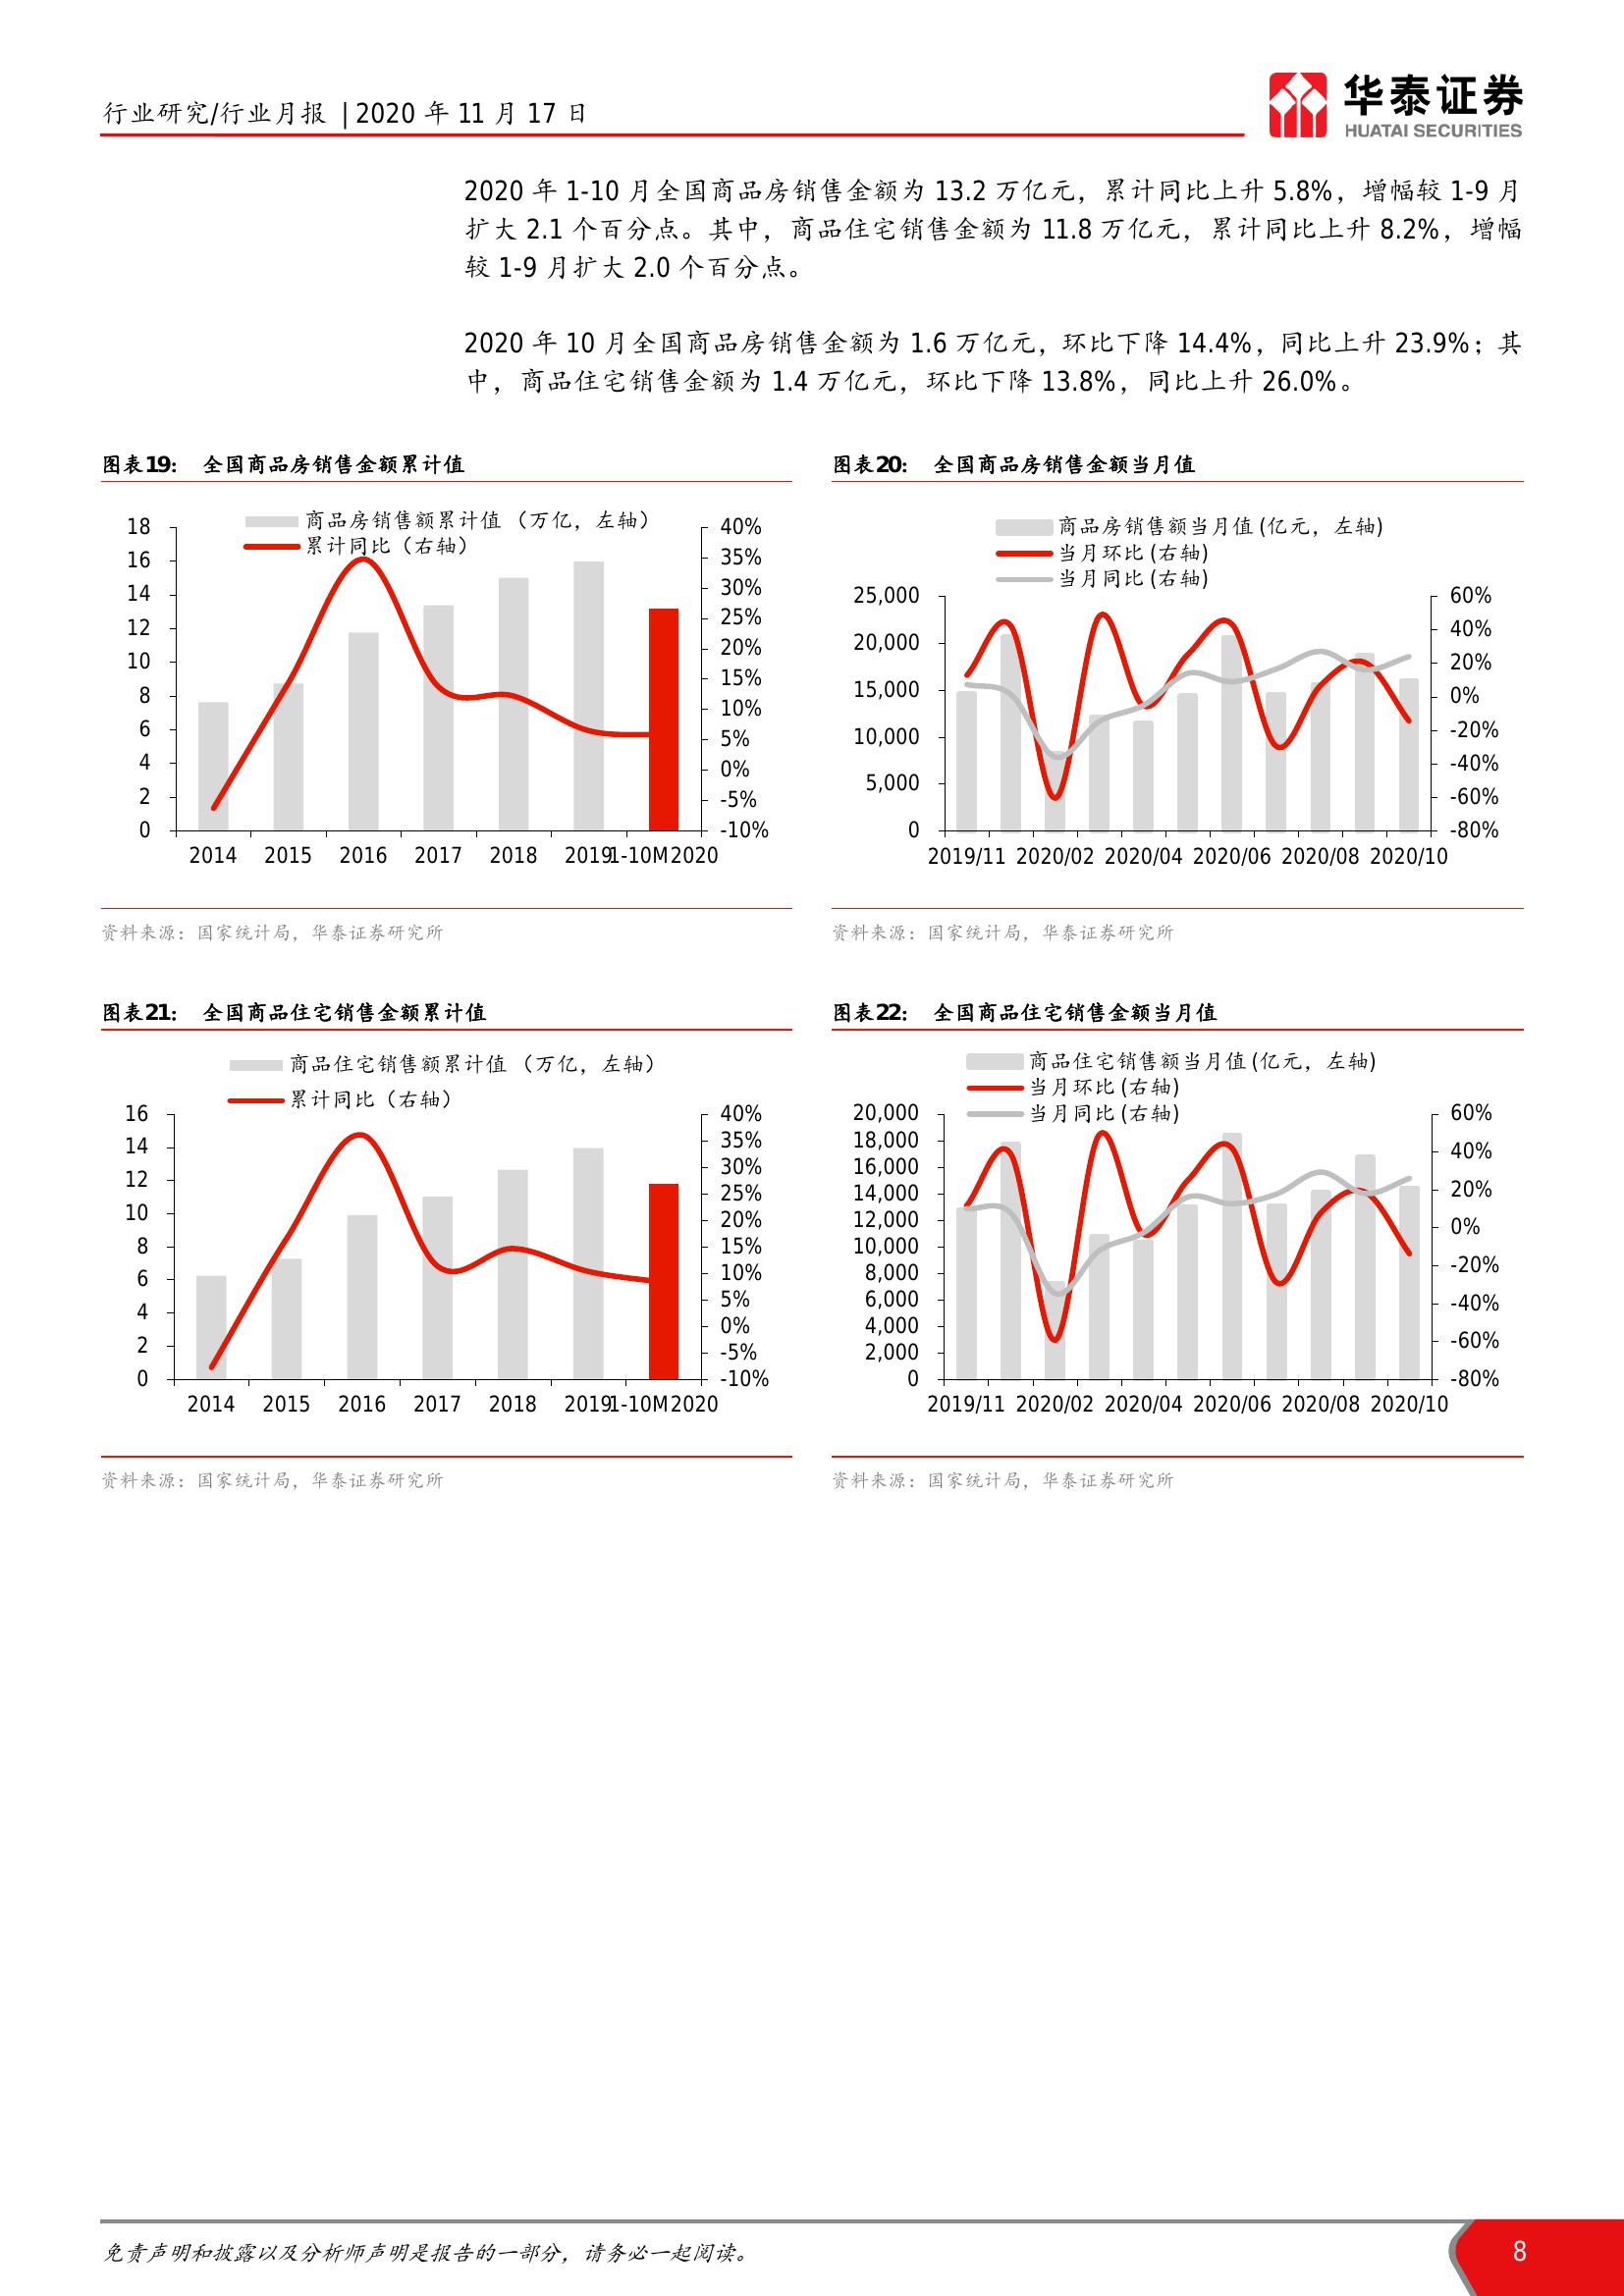 行业研究/行业月报 | 2020 年 11 月 17 日
华泰证券
HUATAI SECURITIES
2020 年 1-10 月全国商品房销售金额为 13.2 万亿元，累计同比上升 5.8%，增幅较 1-9 月
扩大 2.1 个百分点。其中，商品住宅销售金额为 11.8 万亿元，累计同比上升 8.2%，增幅
较 1-9 月扩大 2.0 个百分点。
2020 年 10 月全国商品房销售金额为 1.6 万亿元，环比下降 14.4%，同比上升 23.9%；其
中，商品住宅销售金额为 1.4 万亿元，环比下降 13.8%，同比上升 26.0%。
图表19： 全国商品房销售金额累计值
商品房销售额累计值（万亿，左轴）
累计同比（右轴）
18
16
14
12
10
8
6
4
2
0
40%
35%
30%
25%
20%
15%
10%
5%
0%
-5%
-10%
2014 2015 2016 2017 2018 2019 1-10M2020
资料来源：国家统计局，华泰证券研究所
图表20： 全国商品房销售金额当月值
商品房销售额当月值(亿元，左轴)
当月环比(右轴)
当月同比(右轴)
25,000
20,000
15,000
10,000
5,000
0
60%
40%
20%
0%
-20%
-40%
-60%
-80%
2019/11 2020/02 2020/04 2020/06 2020/08 2020/10
资料来源：国家统计局，华泰证券研究所
图表21： 全国商品住宅销售金额累计值
商品住宅销售额累计值（万亿，左轴）
累计同比（右轴）
16
14
12
10
8
6
4
2
0
40%
35%
30%
25%
20%
15%
10%
5%
0%
-5%
-10%
2014 2015 2016 2017 2018 2019 1-10M2020
资料来源：国家统计局，华泰证券研究所
图表22： 全国商品住宅销售金额当月值
商品住宅销售额当月值(亿元，左轴)
当月环比(右轴)
当月同比(右轴)
20,000
18,000
16,000
14,000
12,000
10,000
8,000
6,000
4,000
2,000
0
60%
40%
20%
0%
-20%
-40%
-60%
-80%
2019/11 2020/02 2020/04 2020/06 2020/08 2020/10
资料来源：国家统计局，华泰证券研究所
免责声明和披露以及分析师声明是报告的一部分，请务必一起阅读。
8